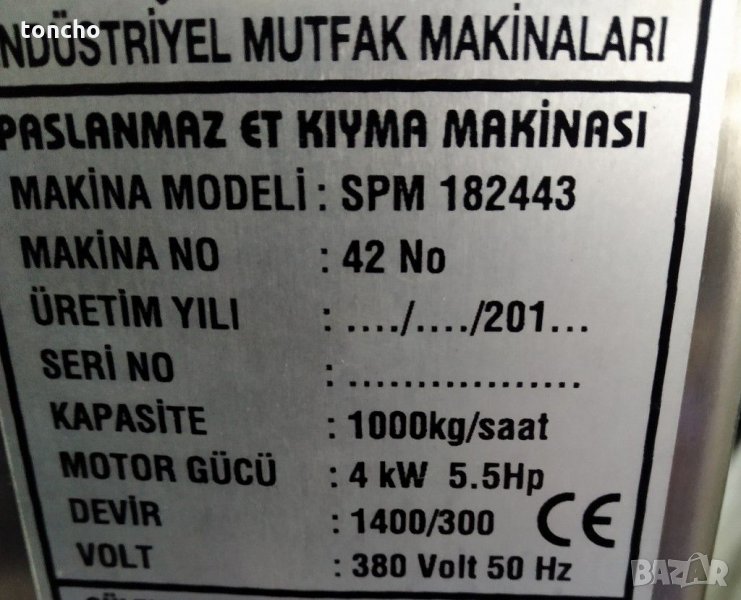 toncho
NDÜSTRİYEL MUTFAK MAKİNALARI
PASLANMAZ ET KIYMA MAKİNASI
MAKİNA MODELİ : SPM 182443
MAKİNA NO : 42 No
ÜRETİM YILI : ..../..../201...
SERİ NO : .................
KAPASİTE : 1000kg/saat
MOTOR GÜCÜ : 4 kW 5.5Hp
DEVİR : 1400/300
CE
VOLT : 380 Volt 50 Hz
BAZAR